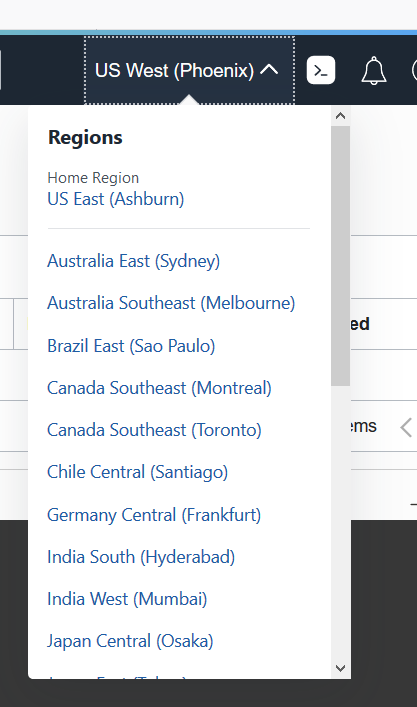 US West (Phoenix)
Regions
Home Region
US East (Ashburn)
Australia East (Sydney)
Australia Southeast (Melbourne)
Brazil East (Sao Paulo)
ed
Canada Southeast (Montreal)
Canada Southeast (Toronto)
ems
Chile Central (Santiago)
Germany Central (Frankfurt)
India South (Hyderabad)
India West (Mumbai)
Japan Central (Osaka)